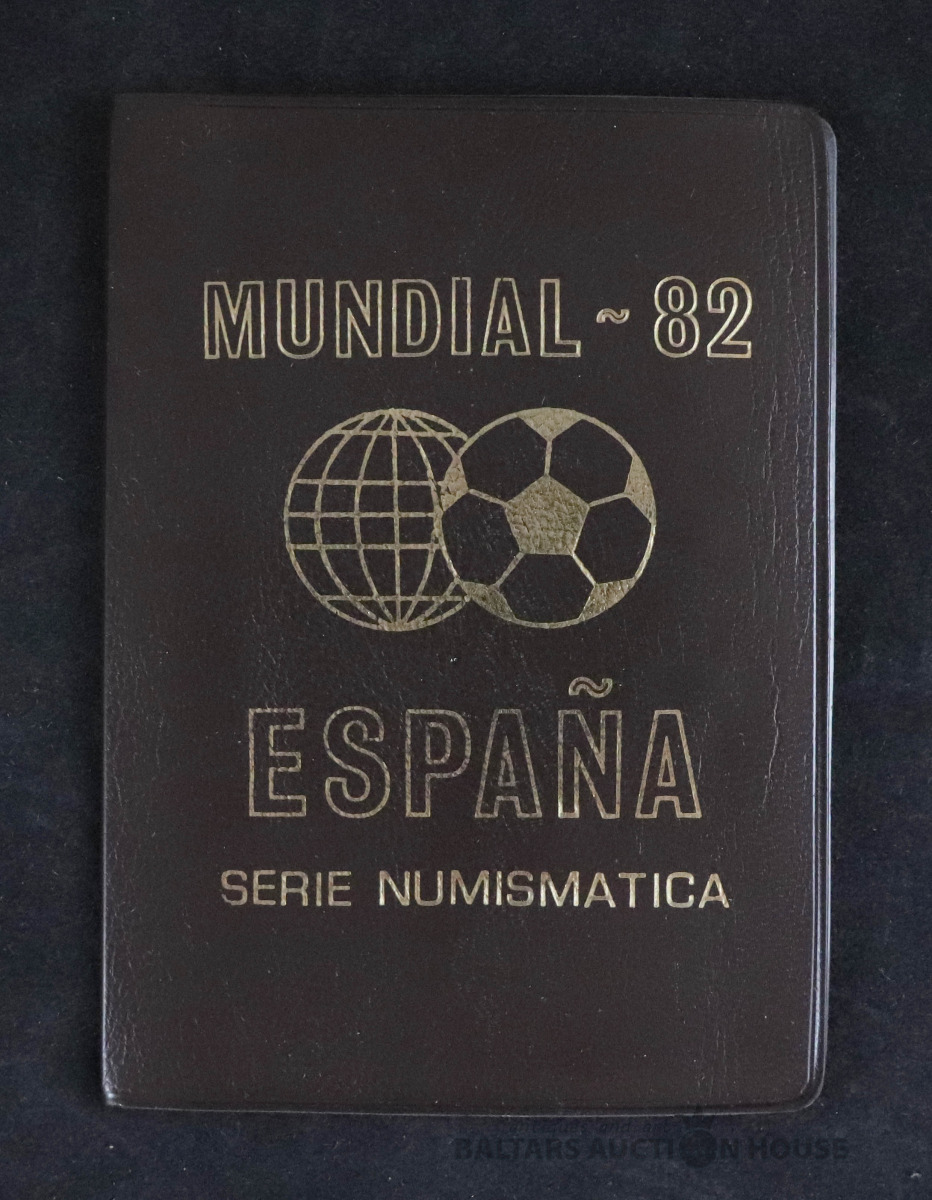 MUNDIAL ~ 82
ESPAÑA
SERIE NUMISMATICA
BALTARS AUCTION HOUSE